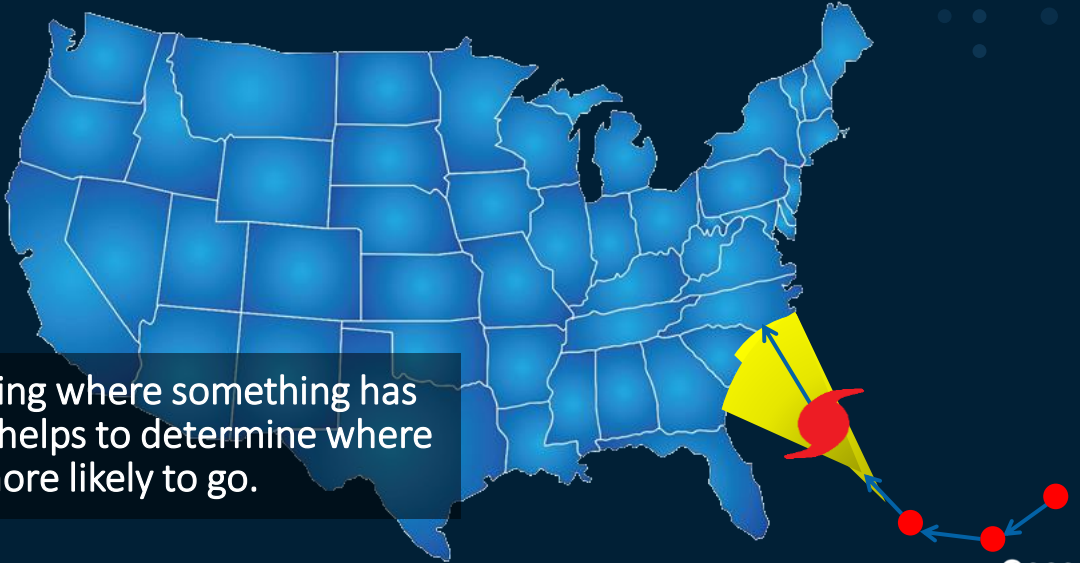 ing where something has
helps to determine where
ore likely to go.